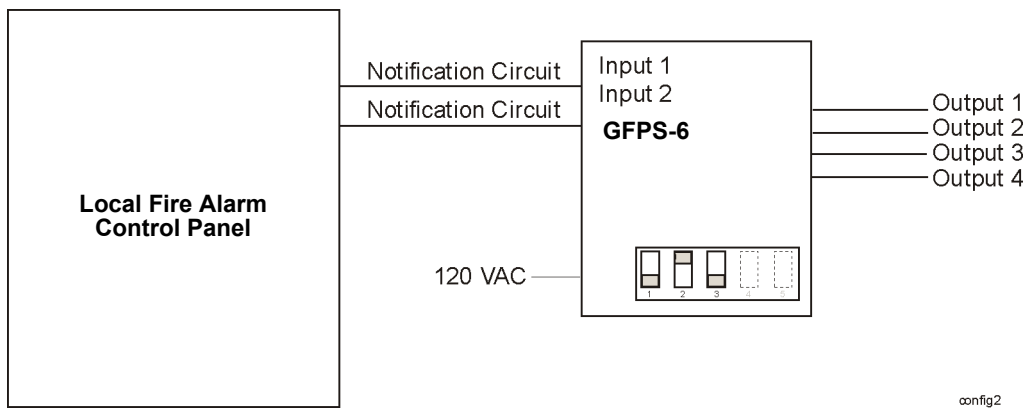 Notification Circuit
Notification Circuit
Local Fire Alarm
Control Panel
120 VAC
Input 1
Input 2
GFPS-6
1 2 3 4 5
Output 1
Output 2
Output 3
Output 4
config2